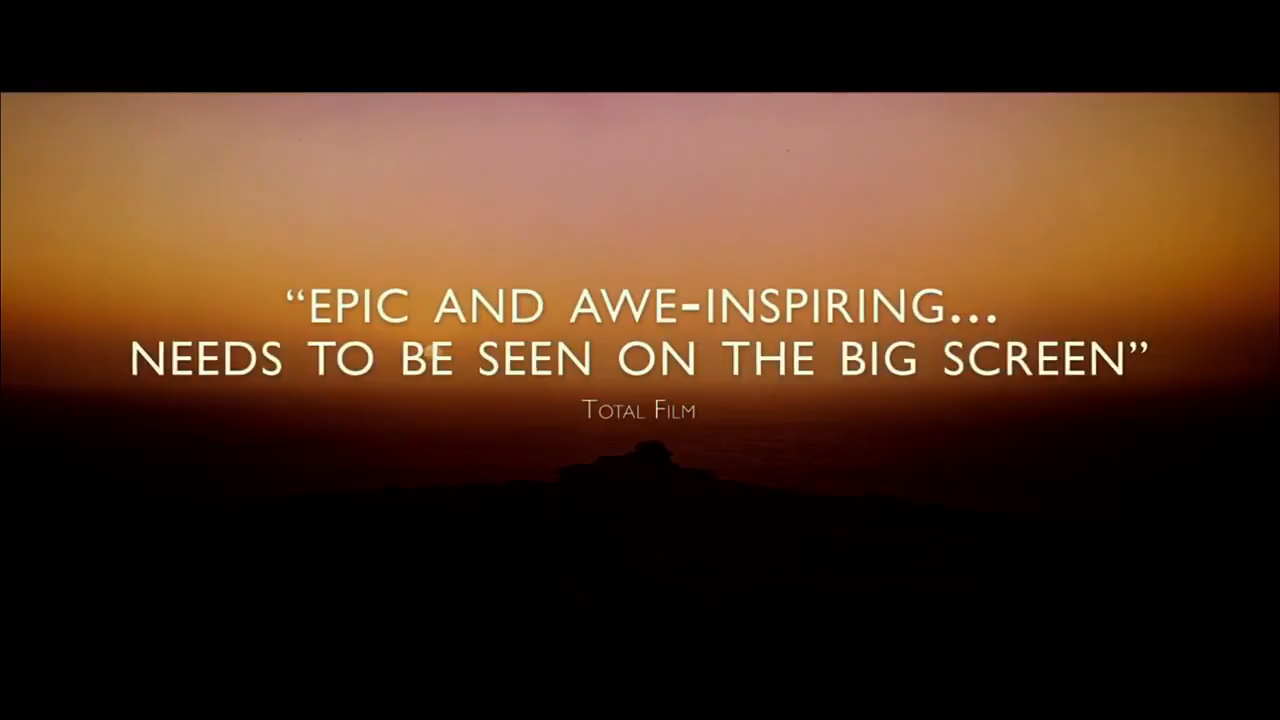 “EPIC AND AWE-INSPIRING...
NEEDS TO BE SEEN ON THE BIG SCREEN”
TOTAL FILM